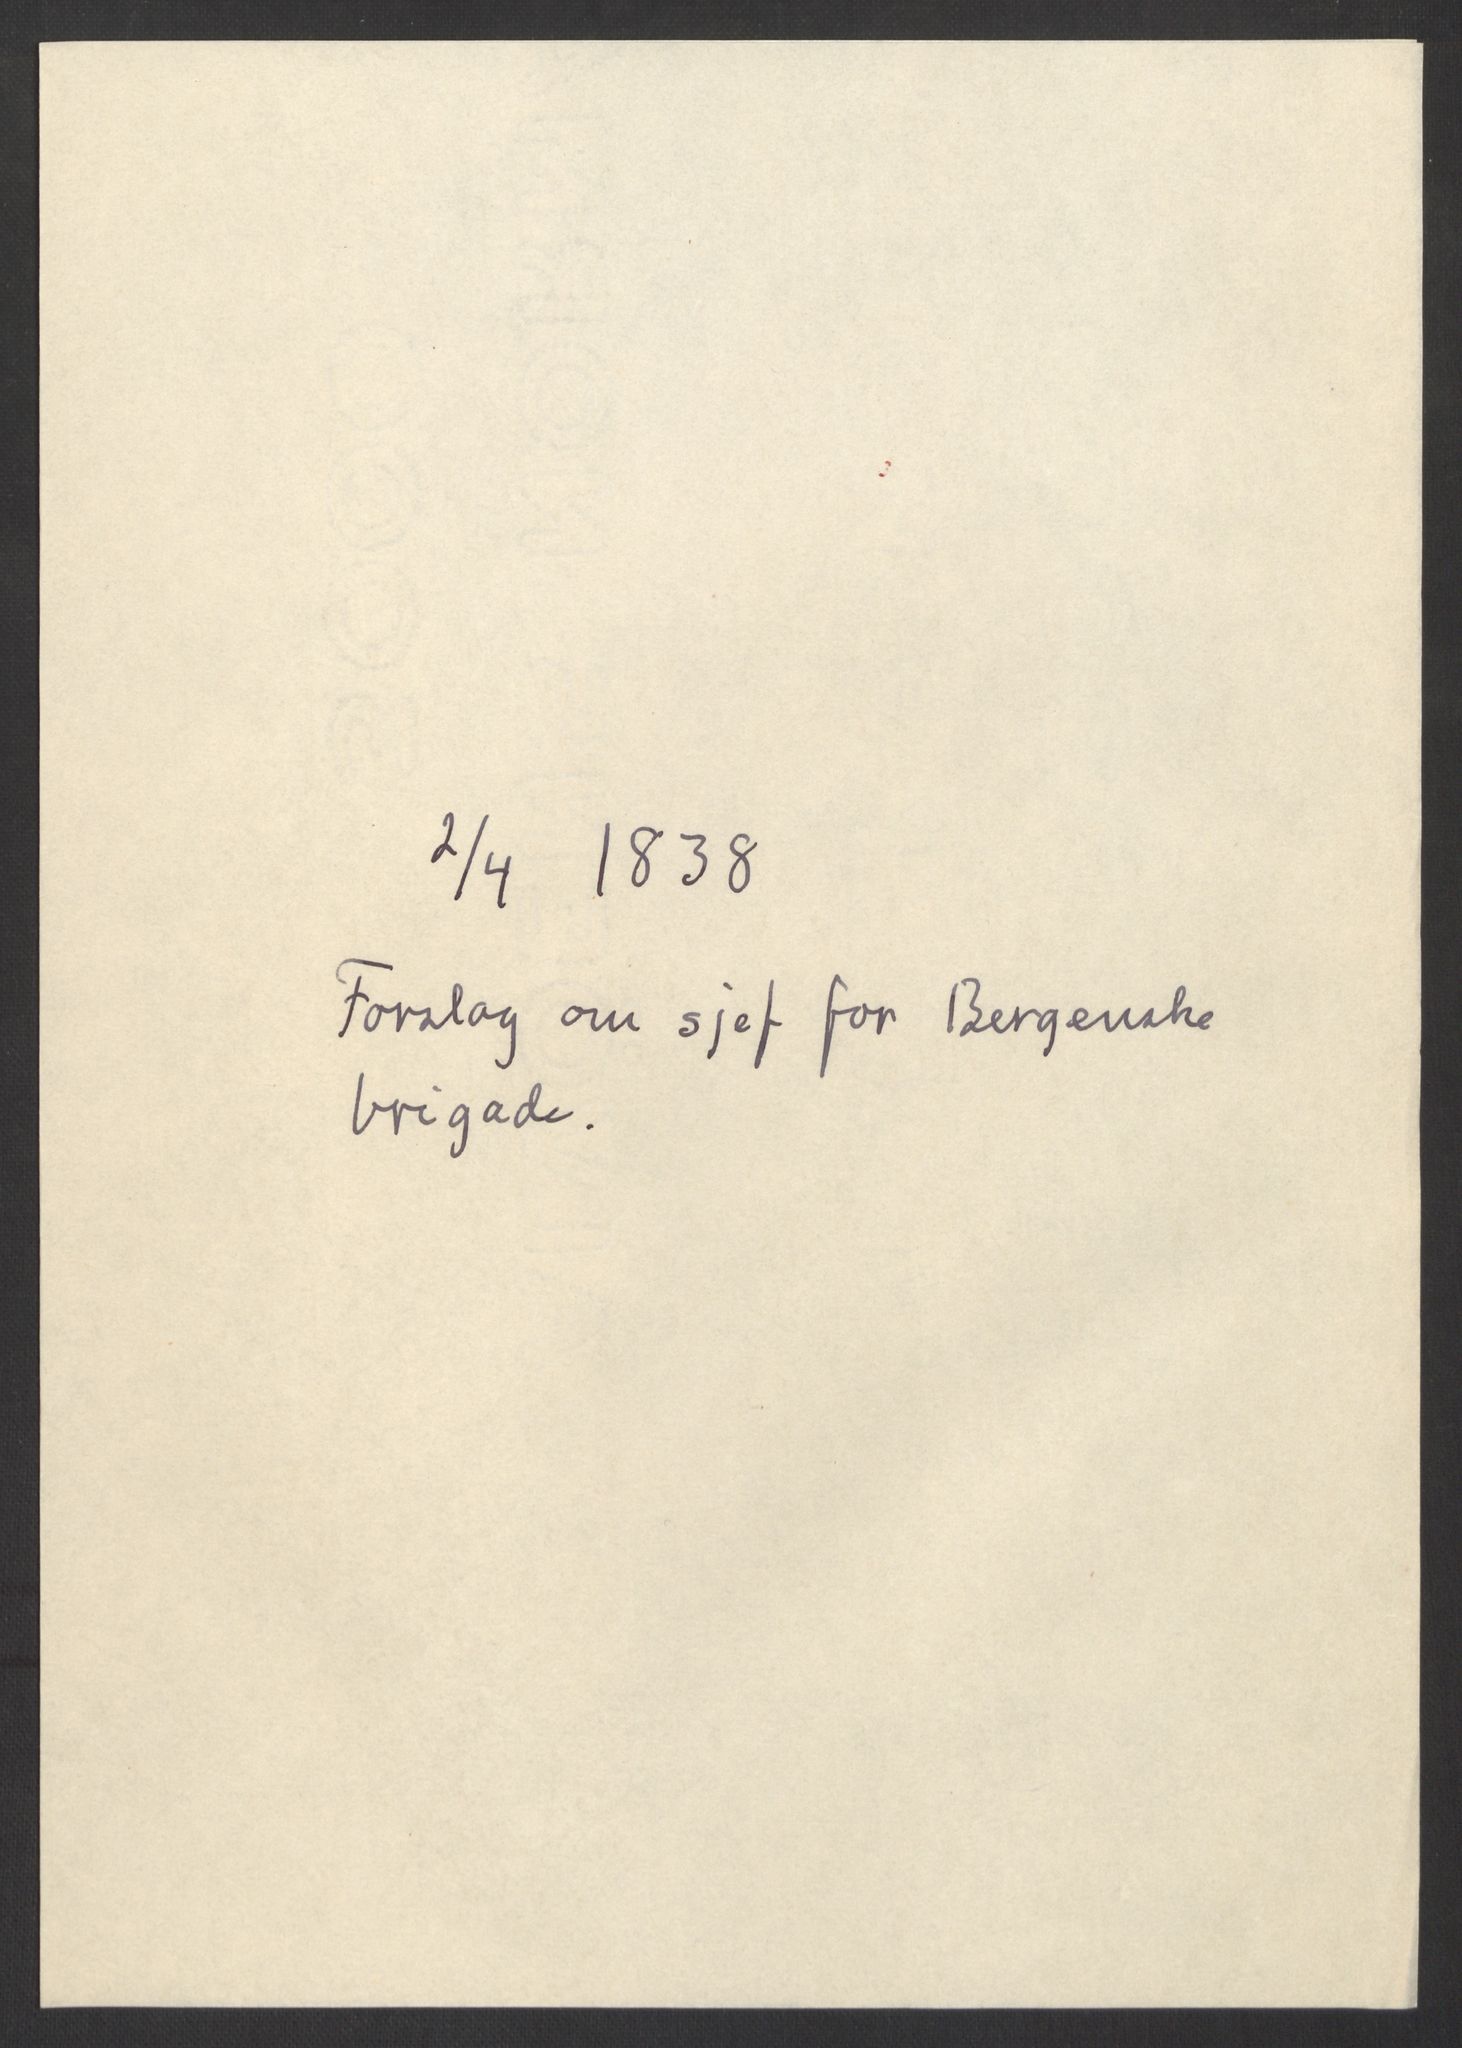 2/4 1838
Forslag om sjef for Bergenske
brigade.